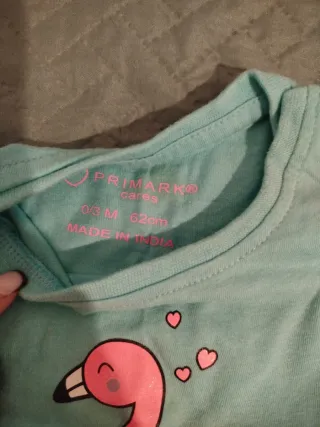 PRIMARK®
cares
0/3 M 62cm
MADE IN INDIA